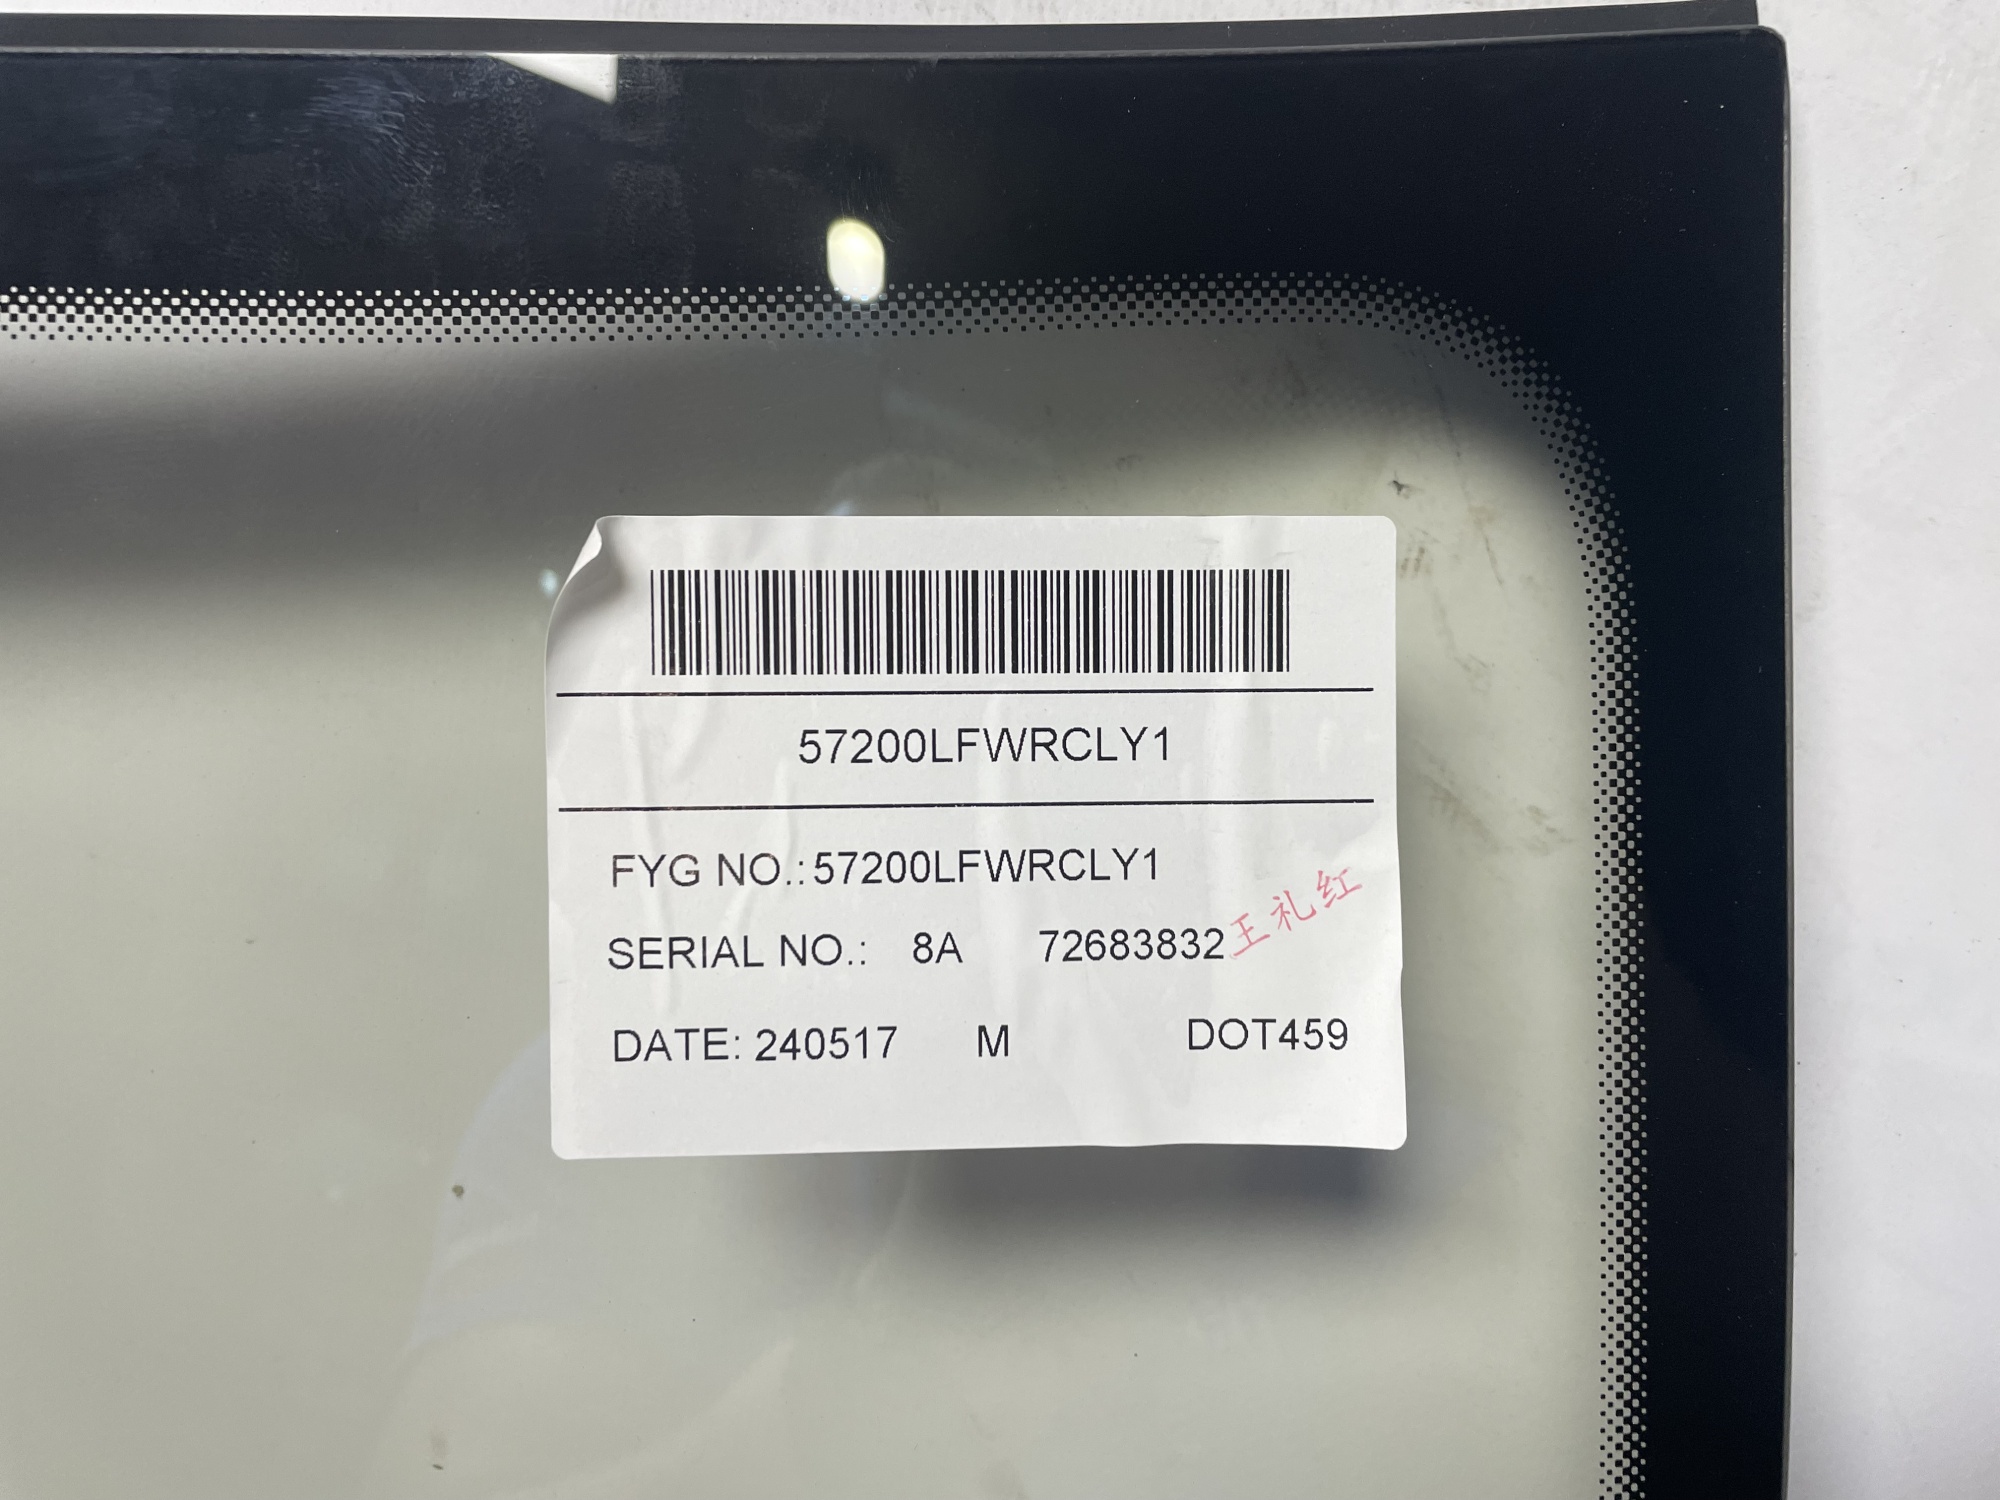 57200LFWRCLY1
FYG NO.:57200LFWRCLY1
SERIAL NO.: 8A 72683832 王礼红
DATE: 240517 M DOT459